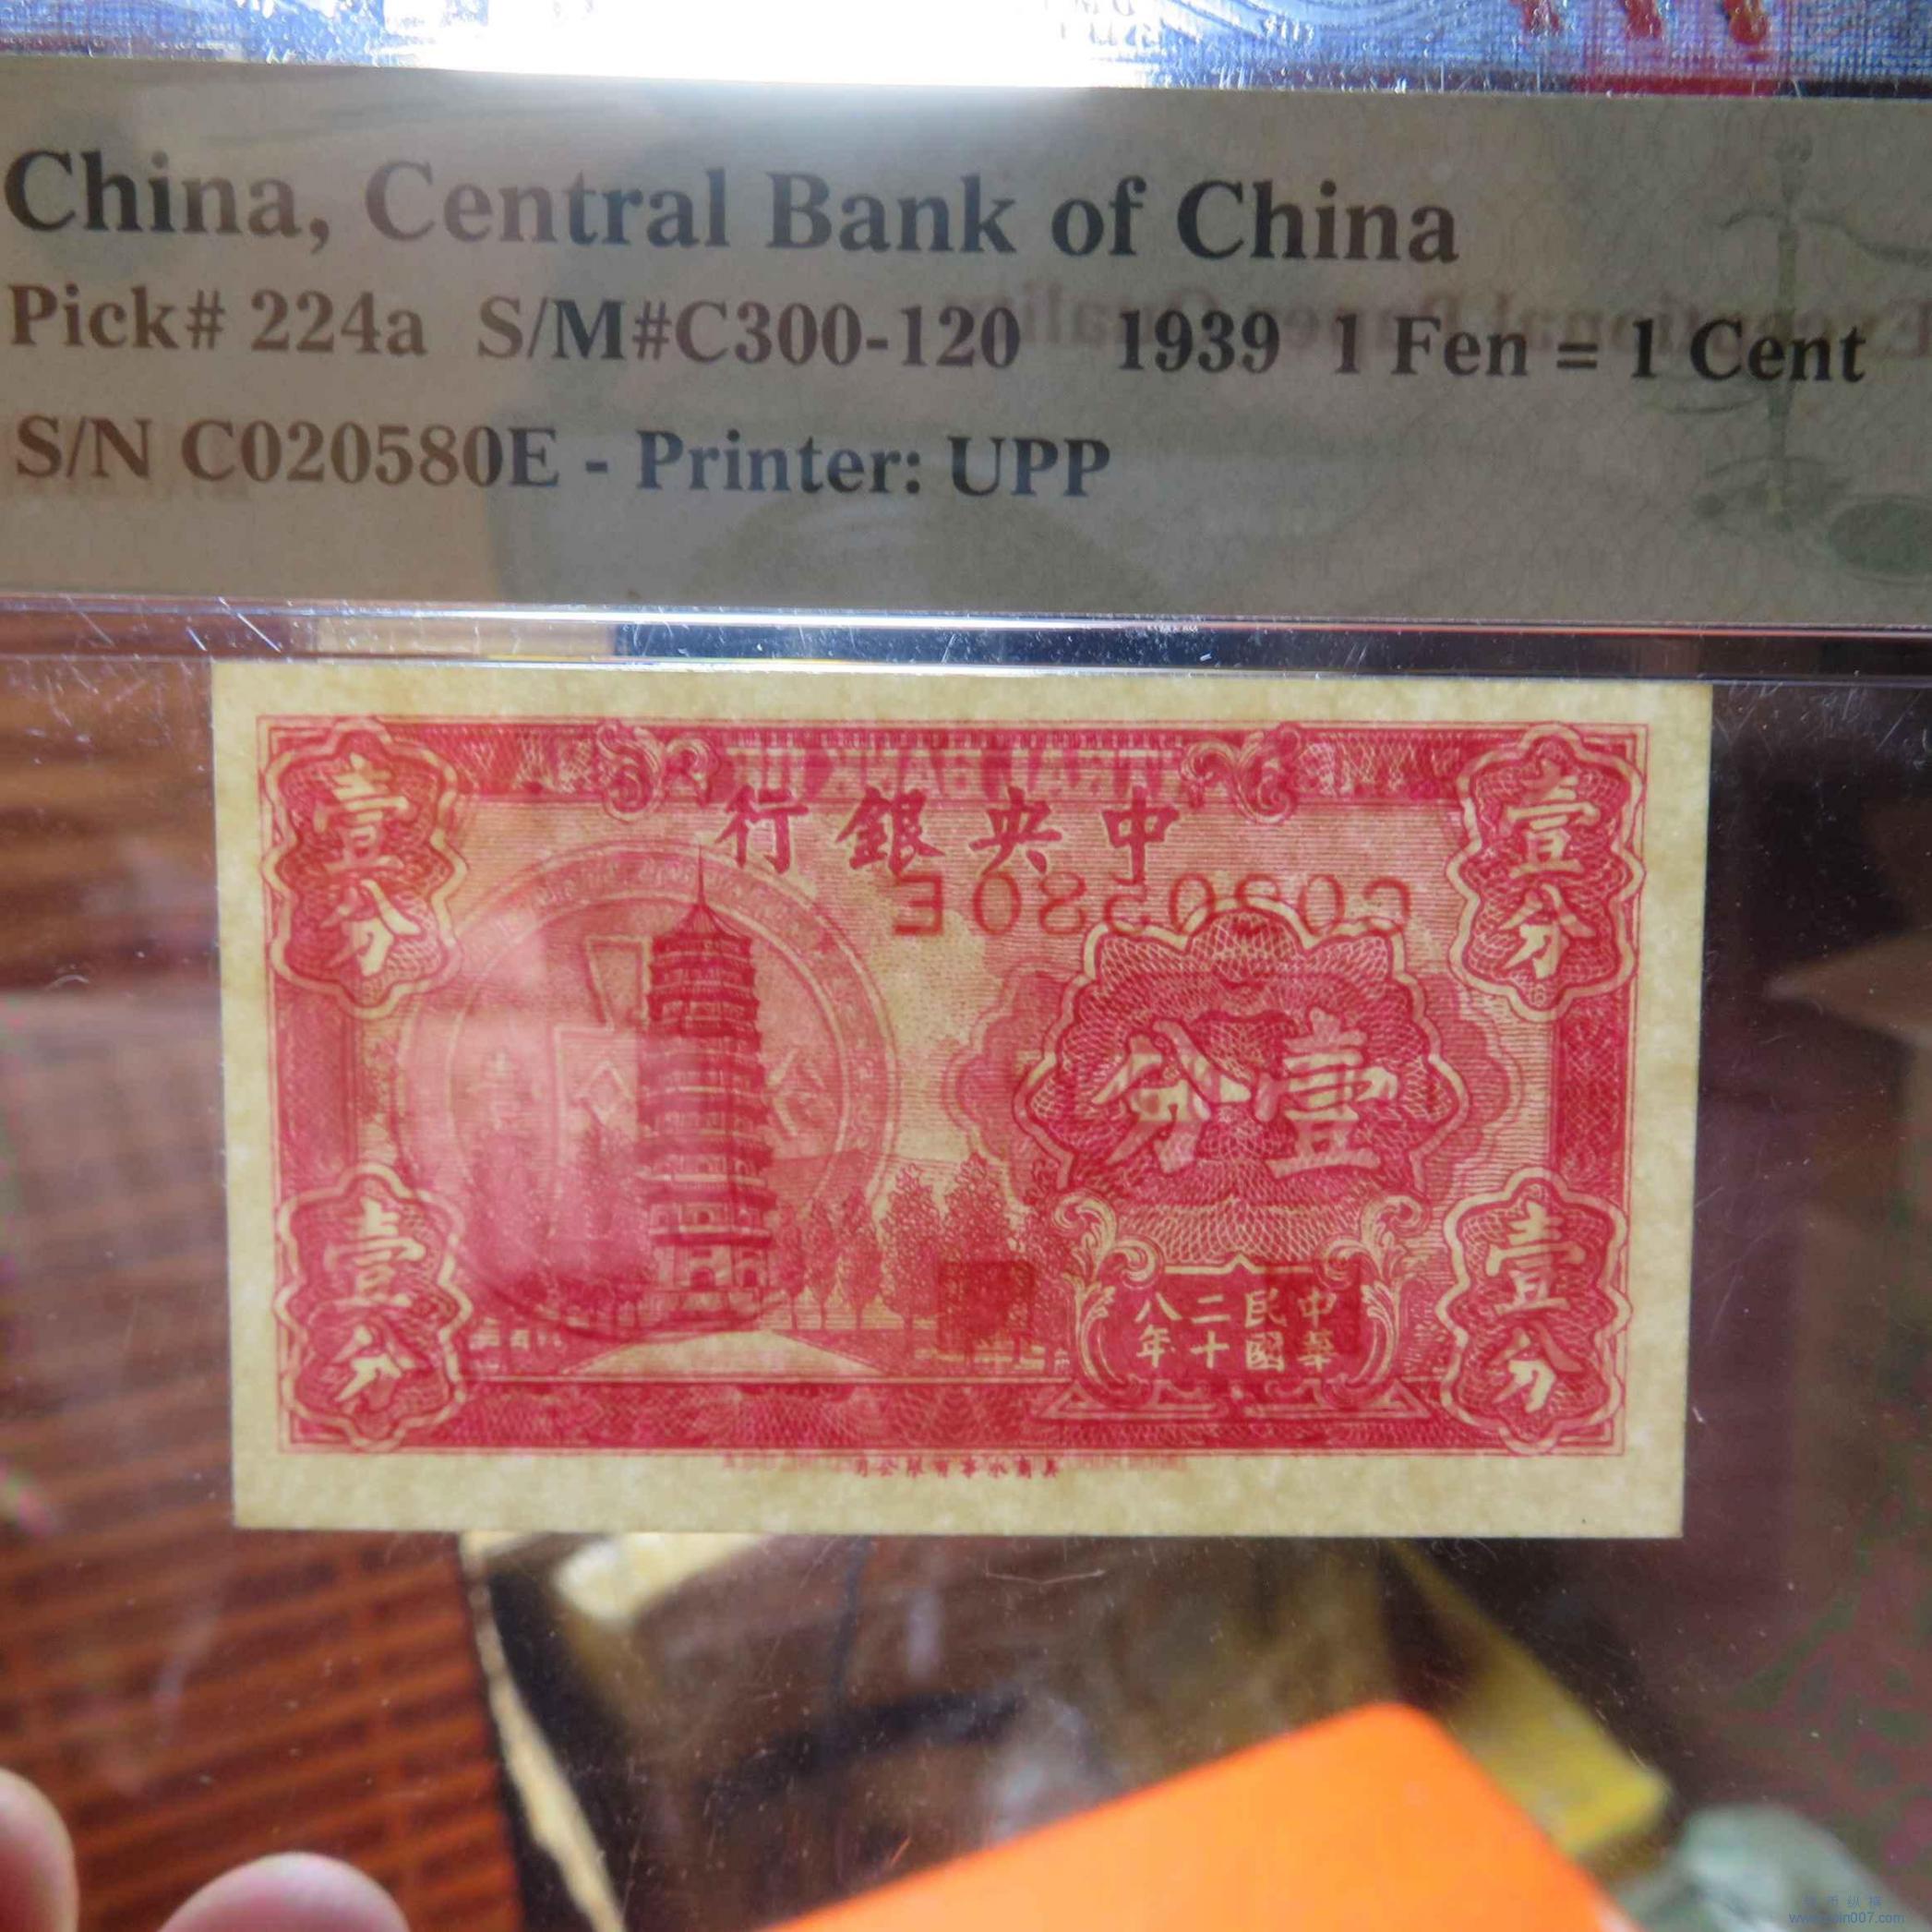 China, Central Bank of China
Pick# 224a S/M#C300-120 1939 1 Fen = 1 Cent
S/N C020580E - Printer: UPP
壹分
行銀央中
壹分
C020580E
分壹
壹分
八二民中
年十國華
壹分